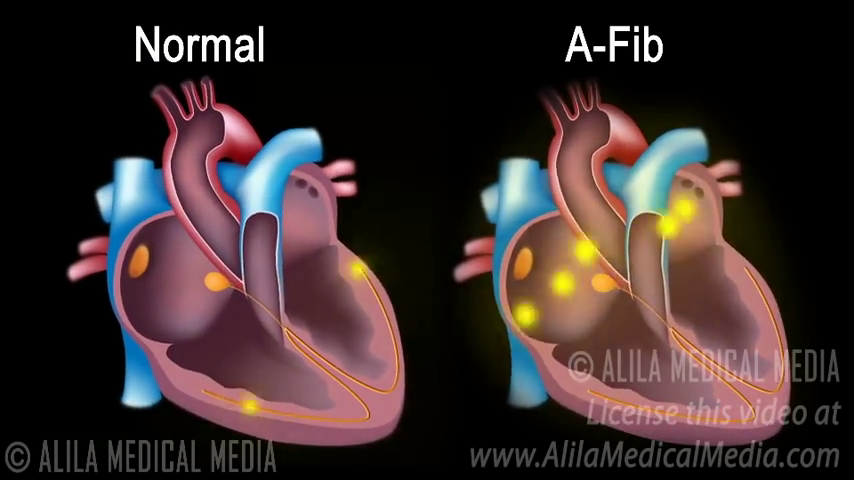 Normal
A-Fib
© ALILA MEDICAL MEDIA
License this video at
© ALILA MEDICAL MEDIA
www.AlilaMedicalMedia.com